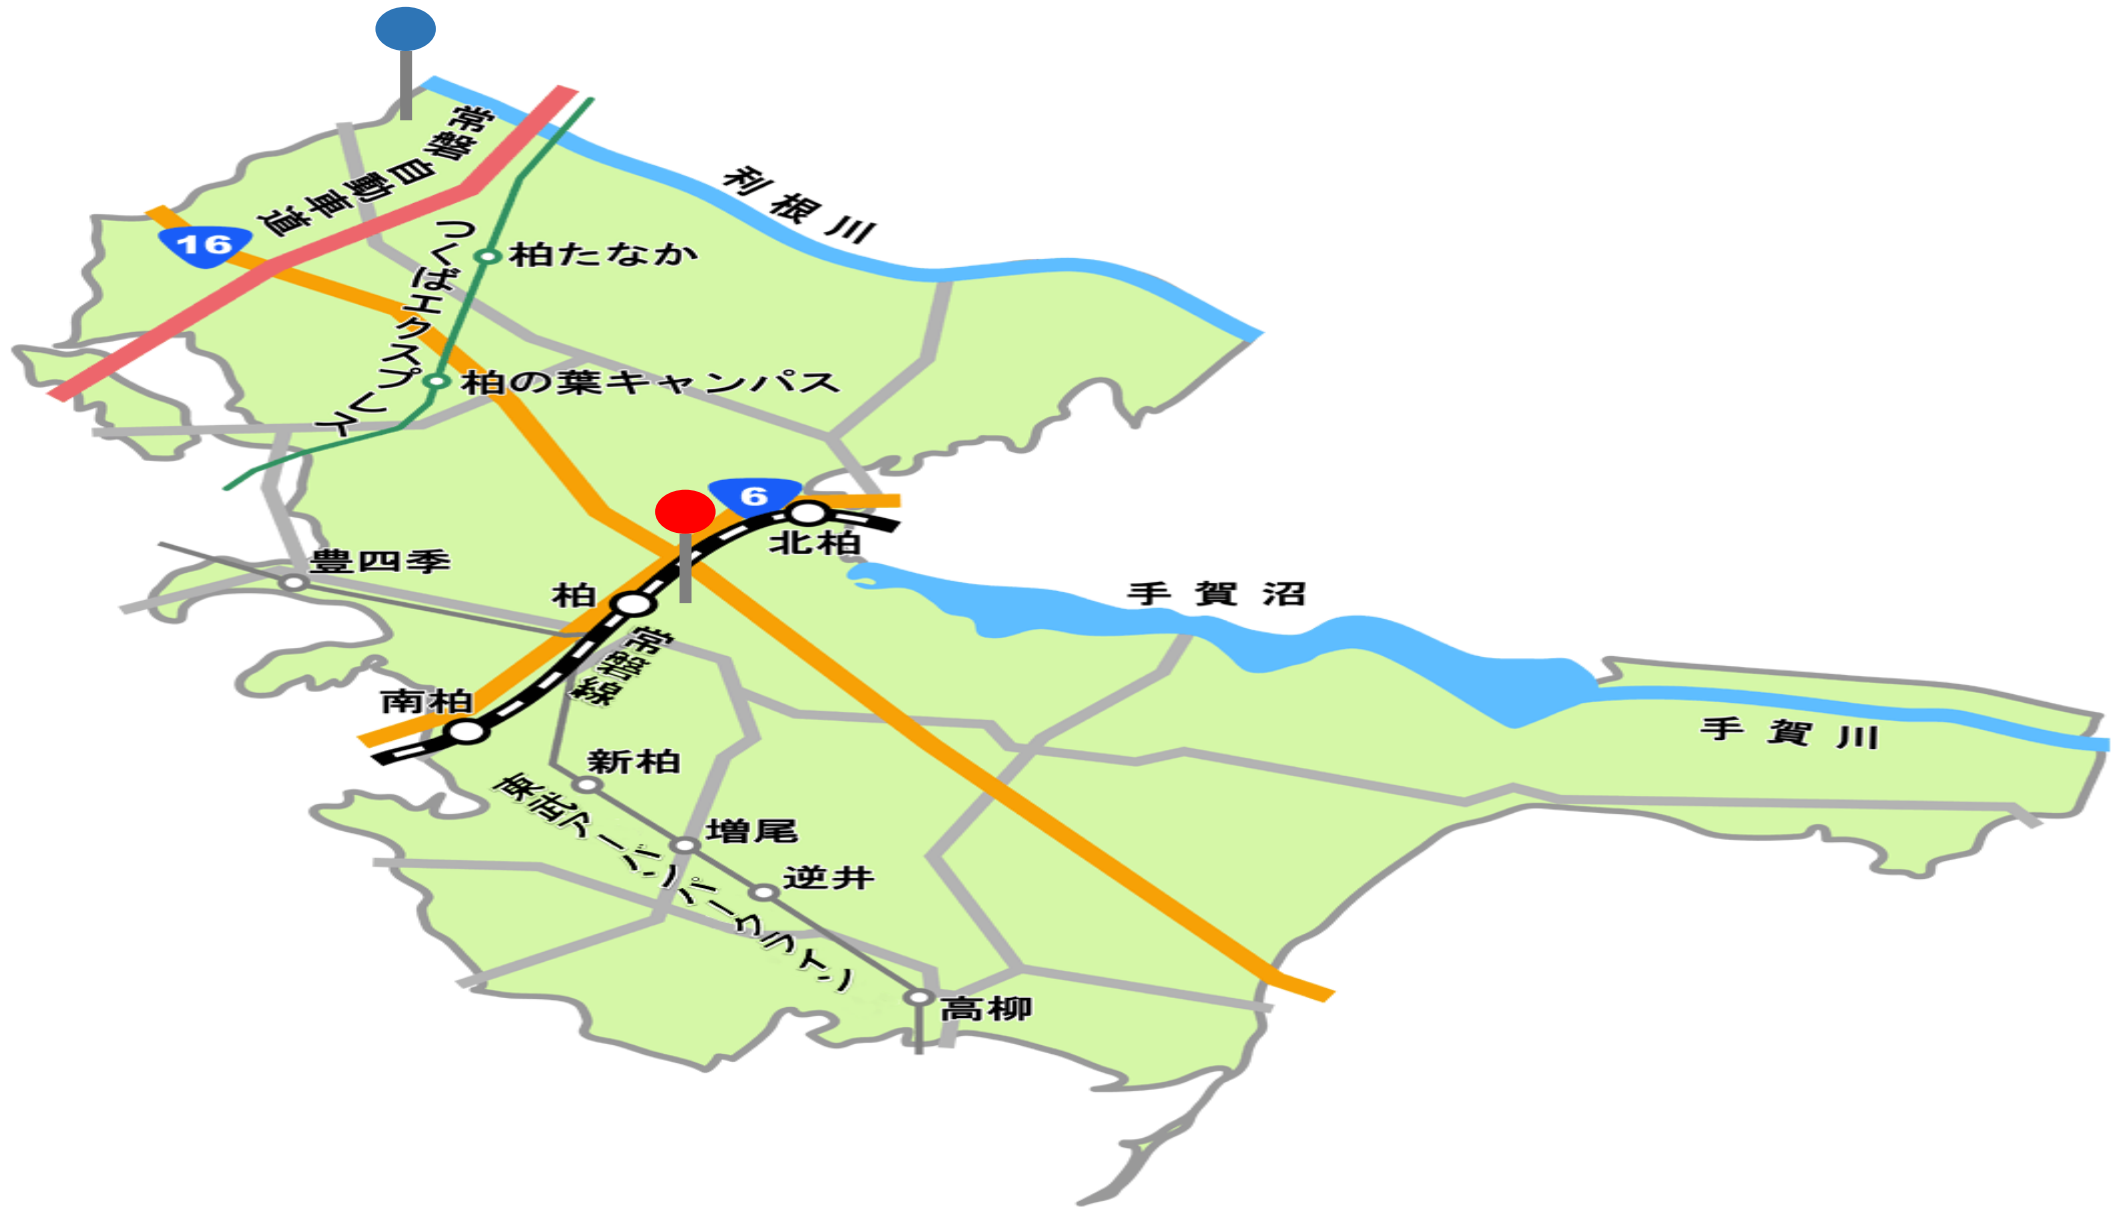 常磐自動車道
利根川
16
つくばエクスプレス
柏たなか
柏の葉キャンパス
6
北柏
豊四季
柏
手賀沼
常磐線
南柏
手賀川
新柏
東武アーバンパークライン
増尾
逆井
高柳